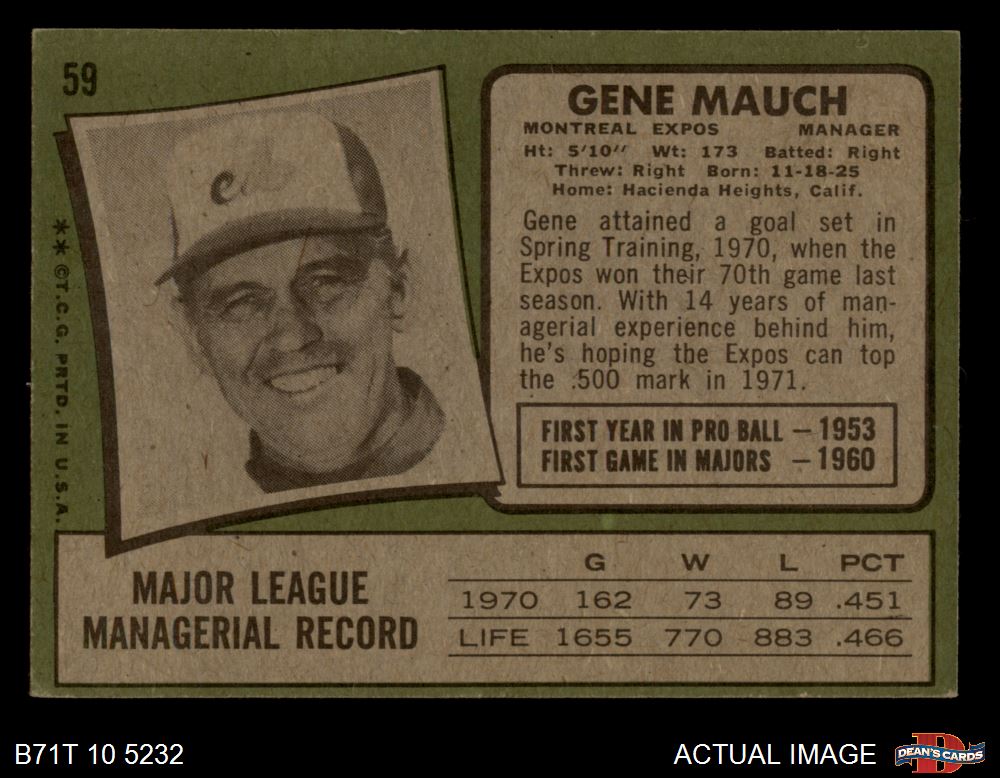 59
GENE MAUCH
MONTREAL EXPOS MANAGER
Ht: 5'10" Wt: 173 Batted: Right
Threw: Right Born: 11-18-25
Home: Hacienda Heights, Calif.
Gene attained a goal set in
Spring Training, 1970, when the
Expos won their 70th game last
season. With 14 years of man-
agerial experience behind him,
he's hoping the Expos can top
the .500 mark in 1971.
FIRST YEAR IN PRO BALL – 1953
FIRST GAME IN MAJORS – 1960
** ©T.C.G. PRTD. IN U.S.A.
MAJOR LEAGUE
MANAGERIAL RECORD
G W L PCT
1970 162 73 89 .451
LIFE 1655 770 883 .466
B71T 10 5232
ACTUAL IMAGE
D
DEAN'S CARDS